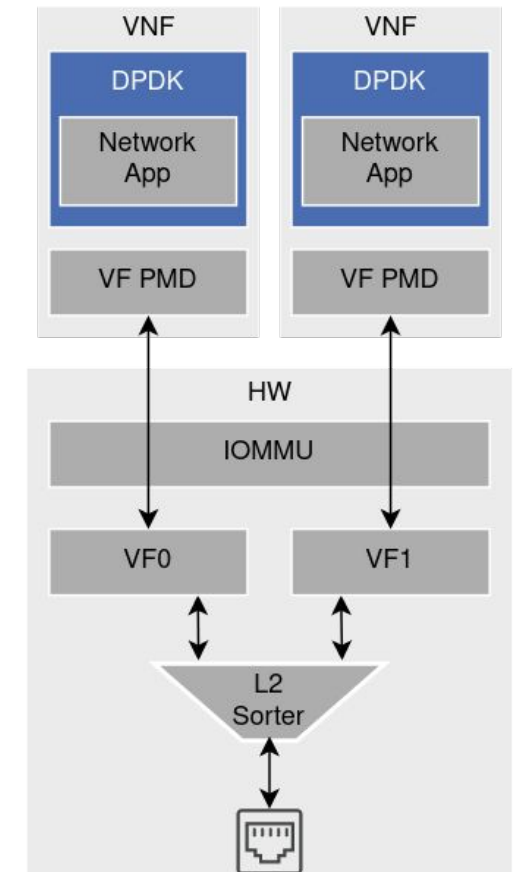 VNF
VNF
DPDK
DPDK
Network
App
Network
App
VF PMD
VF PMD
HW
IOMMU
VF0
VF1
L2
Sorter